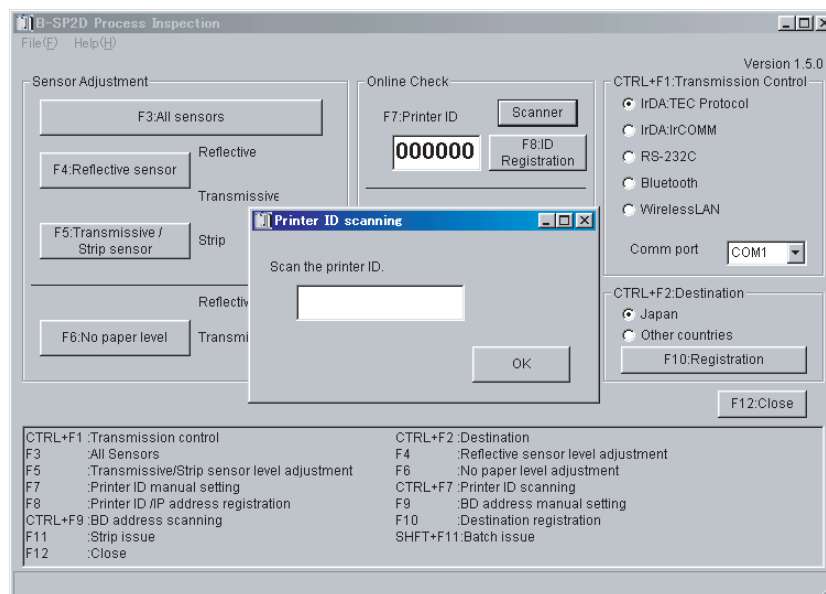 B-SP2D Process Inspection
File(F) Help(H)
Version 1.5.0
Sensor Adjustment
F3:All sensors
F4:Reflective sensor
Reflective
Transmissive
F5:Transmissive /
Strip sensor
Strip
Reflectiv
F6:No paper level
Transmi
Online Check
F7:Printer ID
Scanner
000000
F8:ID
Registration
CTRL+F1:Transmission Control
IrDA:TEC Protocol
IrDA:IrCOMM
RS-232C
Bluetooth
WirelessLAN
Comm port
COM1
CTRL+F2:Destination
Japan
Other countries
F10:Registration
F12:Close
Printer ID scanning
Scan the printer ID.
OK
CTRL+F1 :Transmission control
F3 :All Sensors
F5 :Transmissive/Strip sensor level adjustment
F7 :Printer ID manual setting
F8 :Printer ID /IP address registration
CTRL+F9 :BD address scanning
F11 :Strip issue
F12 :Close
CTRL+F2 :Destination
F4 :Reflective sensor level adjustment
F6 :No paper level adjustment
CTRL+F7 :Printer ID scanning
F9 :BD address manual setting
F10 :Destination registration
SHFT+F11:Batch issue